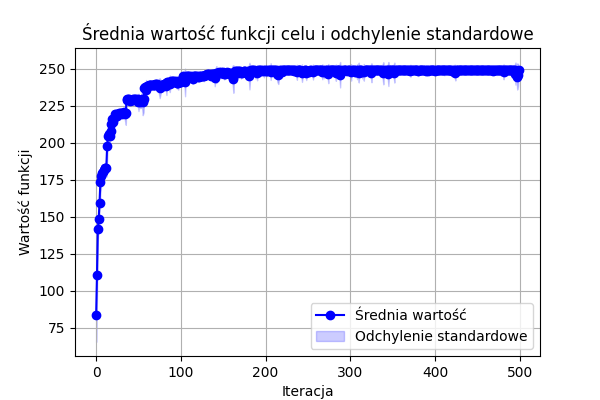 Średnia wartość funkcji celu i odchylenie standardowe
Wartość funkcji
250
225
200
175
150
125
100
75
Średnia wartość
Odchylenie standardowe
0 100 200 300 400 500
Iteracja